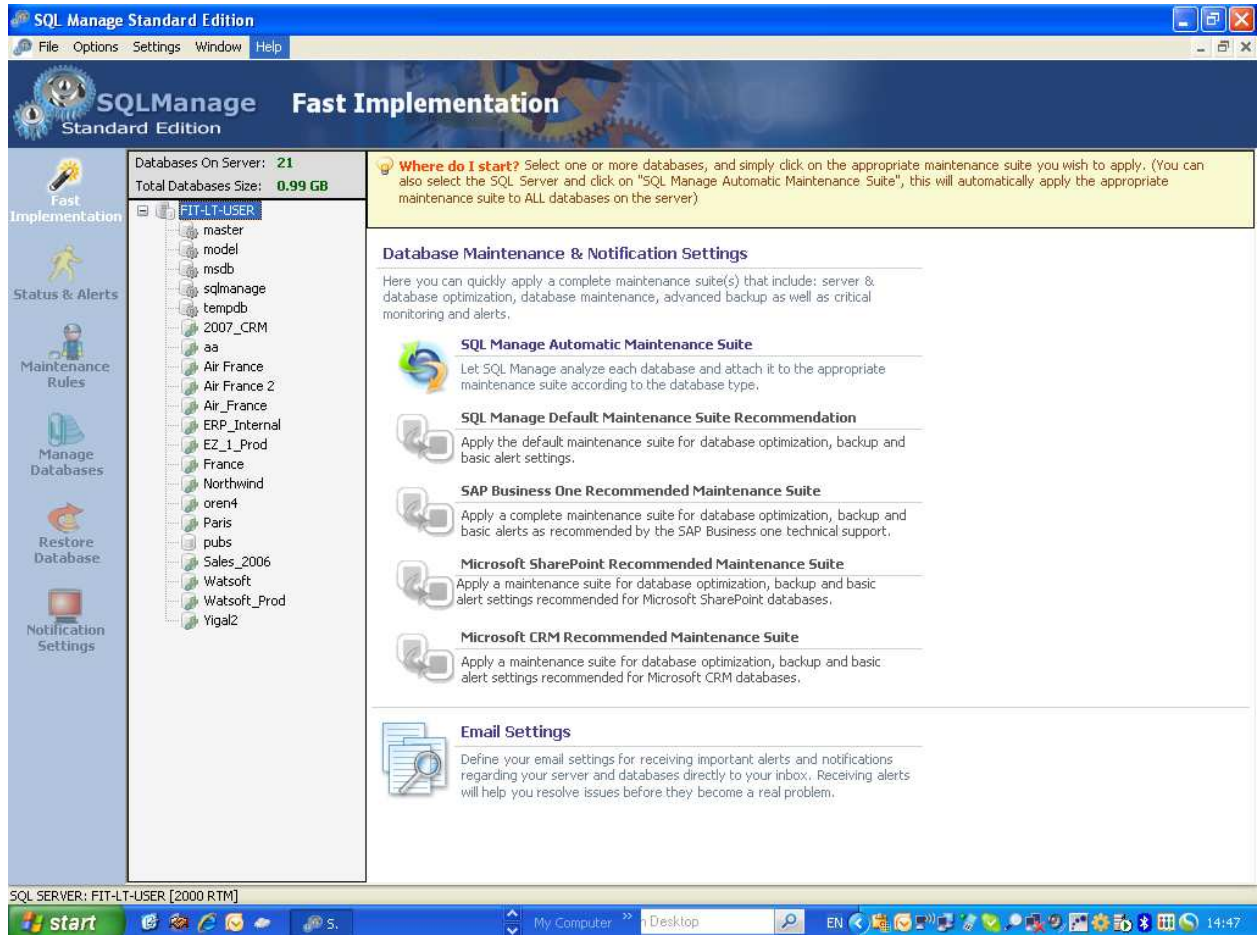 SQL Manage Standard Edition
File Options Settings Window Help
SQLManage
Standard Edition
Fast Implementation
Fast
Implementation
Status & Alerts
Maintenance
Rules
Manage
Databases
Restore
Database
Notification
Settings
Databases On Server: 21
Total Databases Size: 0.99 GB
FIT-LT-USER
master
model
msdb
sqlmanage
tempdb
2007_CRM
aa
Air France
Air France 2
Air_France
ERP_Internal
EZ_1_Prod
France
Northwind
oren4
Paris
pubs
Sales_2006
Watsoft
Watsoft_Prod
Yigal2
Where do I start? Select one or more databases, and simply click on the appropriate maintenance suite you wish to apply. (You can
also select the SQL Server and click on "SQL Manage Automatic Maintenance Suite", this will automatically apply the appropriate
maintenance suite to ALL databases on the server)
Database Maintenance & Notification Settings
Here you can quickly apply a complete maintenance suite(s) that include: server &
database optimization, database maintenance, advanced backup as well as critical
monitoring and alerts.
SQL Manage Automatic Maintenance Suite
Let SQL Manage analyze each database and attach it to the appropriate
maintenance suite according to the database type.
SQL Manage Default Maintenance Suite Recommendation
Apply the default maintenance suite for database optimization, backup and
basic alert settings.
SAP Business One Recommended Maintenance Suite
Apply a complete maintenance suite for database optimization, backup and
basic alerts as recommended by the SAP Business one technical support.
Microsoft SharePoint Recommended Maintenance Suite
Apply a maintenance suite for database optimization, backup and basic
alert settings recommended for Microsoft SharePoint databases.
Microsoft CRM Recommended Maintenance Suite
Apply a maintenance suite for database optimization, backup and basic
alert settings recommended for Microsoft CRM databases.
Email Settings
Define your email settings for receiving important alerts and notifications
regarding your server and databases directly to your inbox. Receiving alerts
will help you resolve issues before they become a real problem.
SQL SERVER: FIT-LT-USER [2000 RTM]
start S. My Computer » n Desktop EN 14:47